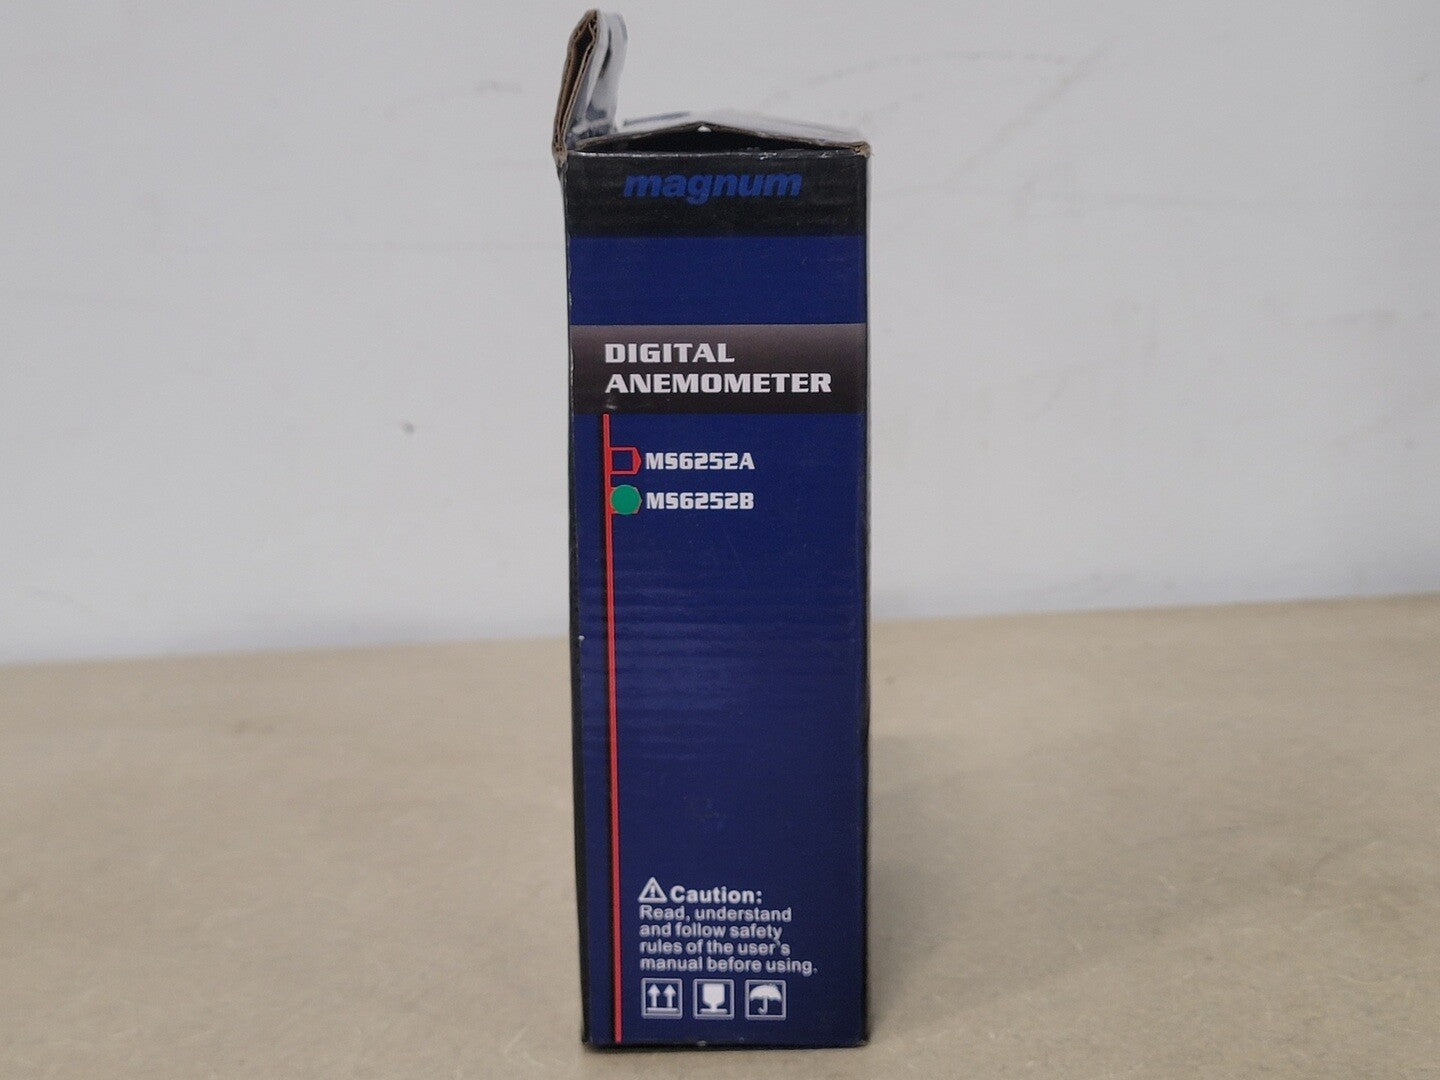 magnum
DIGITAL
ANEMOMETER
MS6252A
MS6252B
Caution:
Read, understand
and follow safety
rules of the user's
manual before using.